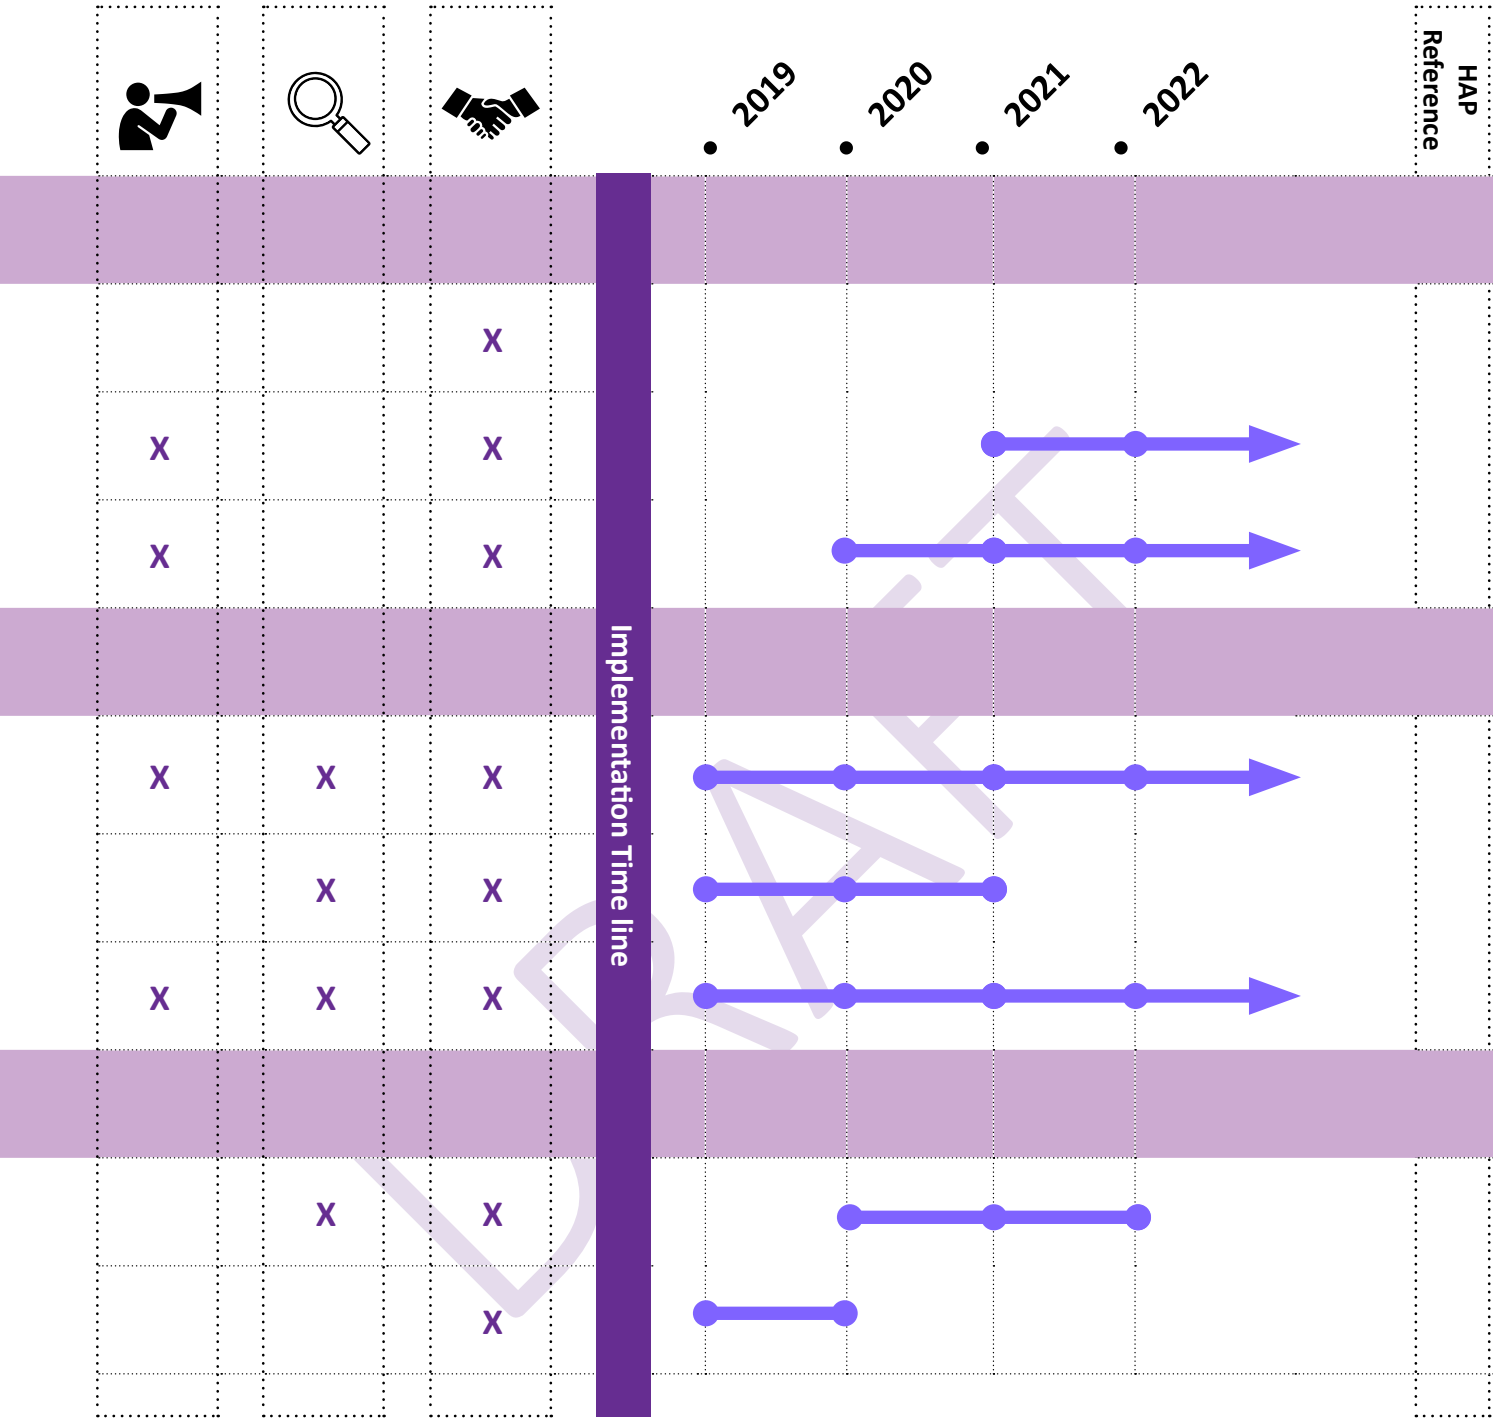 2019 2020 2021 2022
HAP
Reference
X
X X
X X
Implementation Time line
X X X
X X
X X X
X X
X
DRAFT